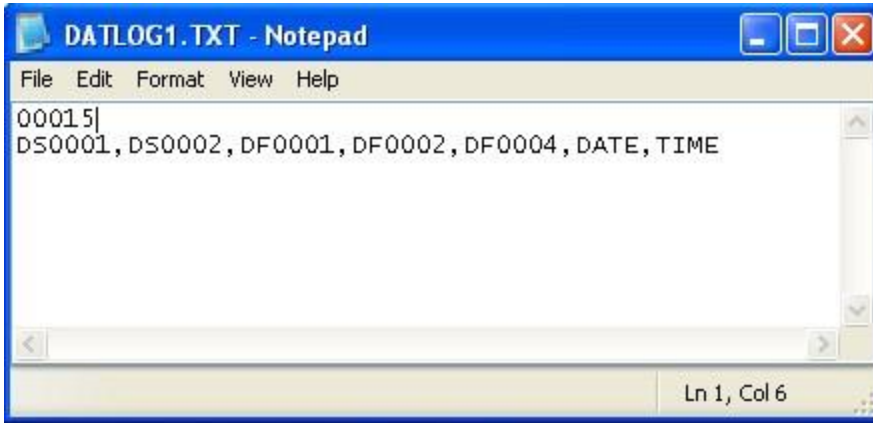 DATLOG1.TXT - Notepad
File Edit Format View Help
00015
DS0001,DS0002,DF0001,DF0002,DF0004,DATE,TIME
Ln 1, Col 6